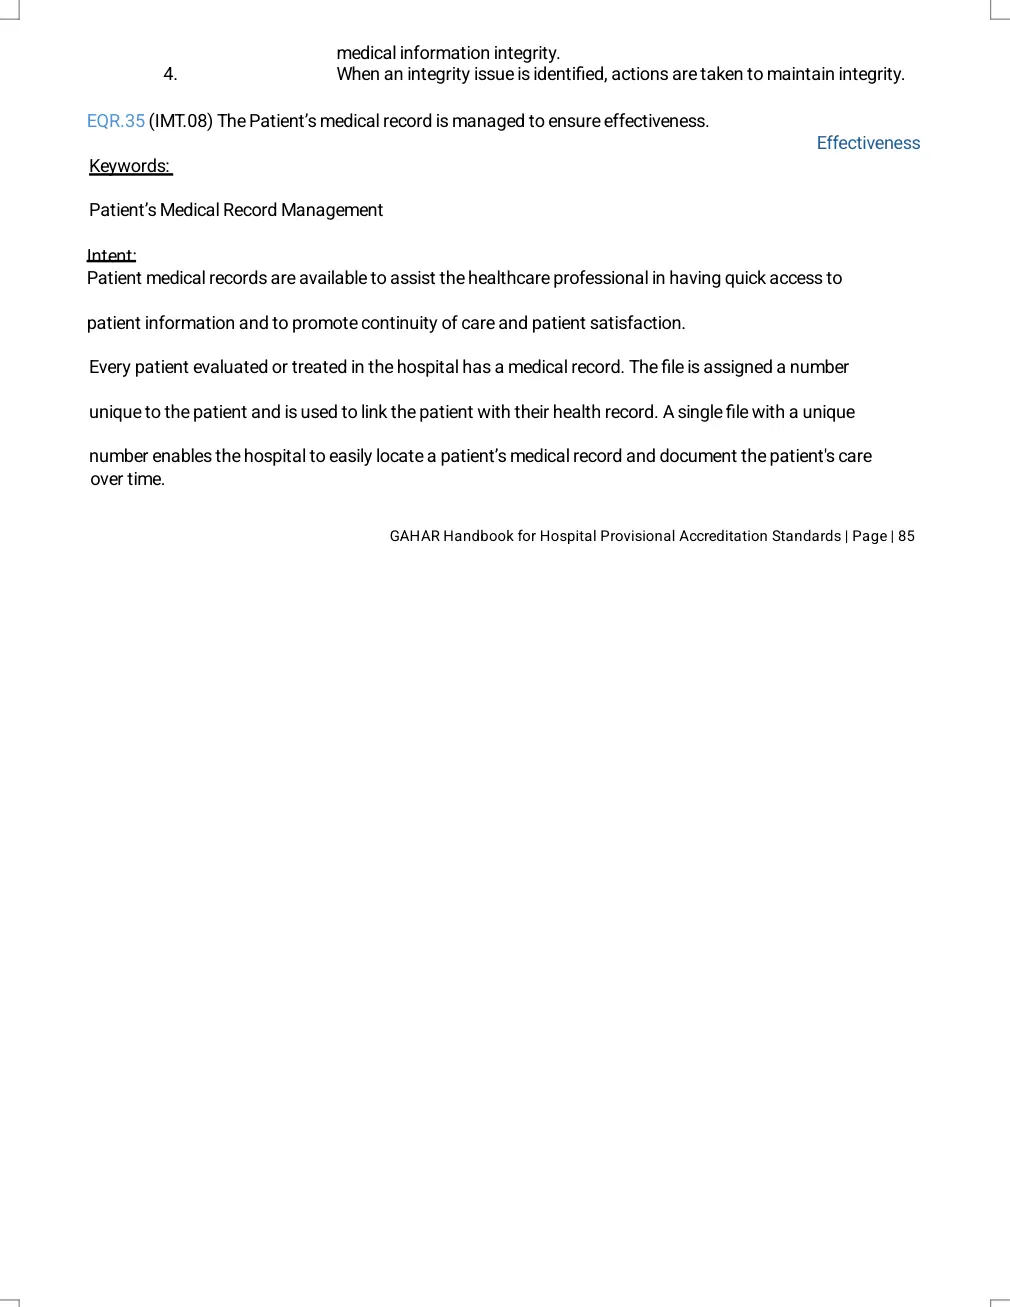 medical information integrity.
4. When an integrity issue is identified, actions are taken to maintain integrity.
EQR.35 (IMT.08) The Patient’s medical record is managed to ensure effectiveness.
Effectiveness
Keywords:
Patient’s Medical Record Management
Intent:
Patient medical records are available to assist the healthcare professional in having quick access to
patient information and to promote continuity of care and patient satisfaction.
Every patient evaluated or treated in the hospital has a medical record. The file is assigned a number
unique to the patient and is used to link the patient with their health record. A single file with a unique
number enables the hospital to easily locate a patient’s medical record and document the patient's care
over time.
GAHAR Handbook for Hospital Provisional Accreditation Standards | Page | 85